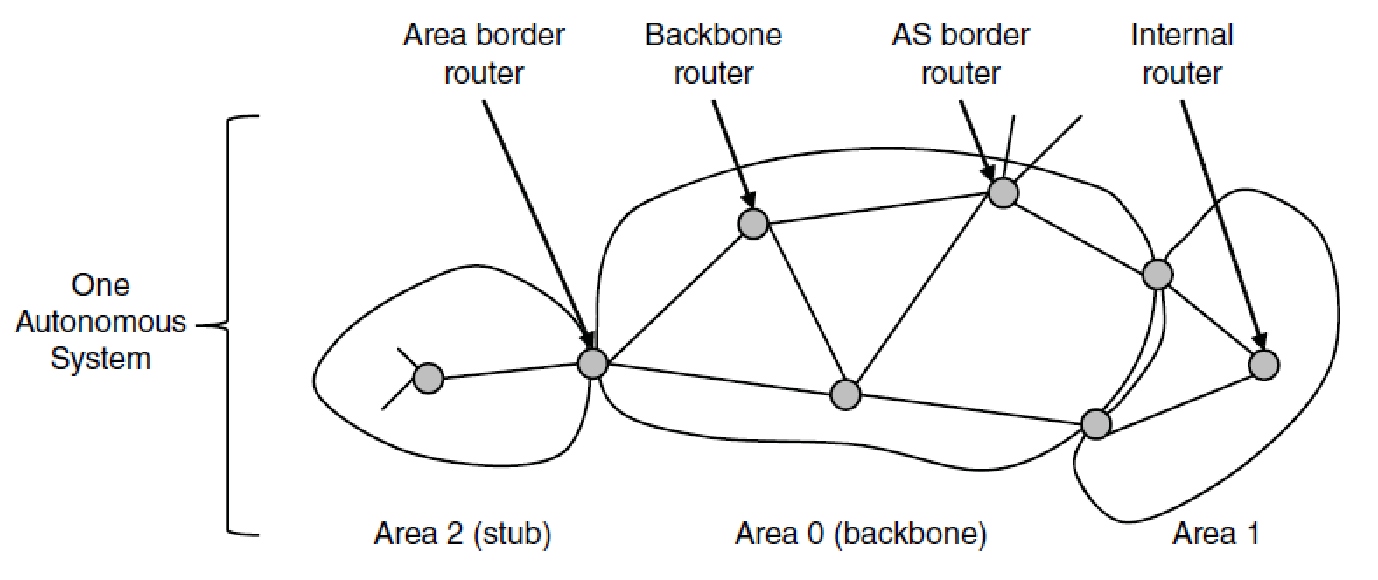 Area border
router
Backbone
router
AS border
router
Internal
router
One
Autonomous
System
Area 2 (stub)
Area 0 (backbone)
Area 1